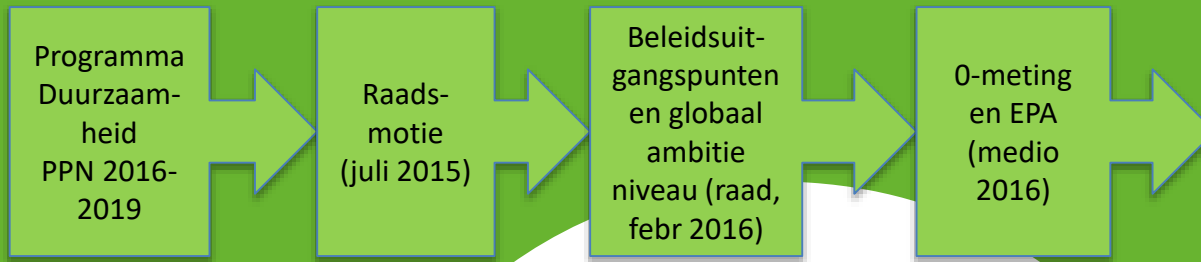 Programma
Duurzaam-
heid
PPN 2016-
2019
Raads-
motie
(juli 2015)
Beleidsuit-
gangspunten
en globaal
ambitie
niveau (raad,
febr 2016)
0-meting
en EPA
(medio
2016)